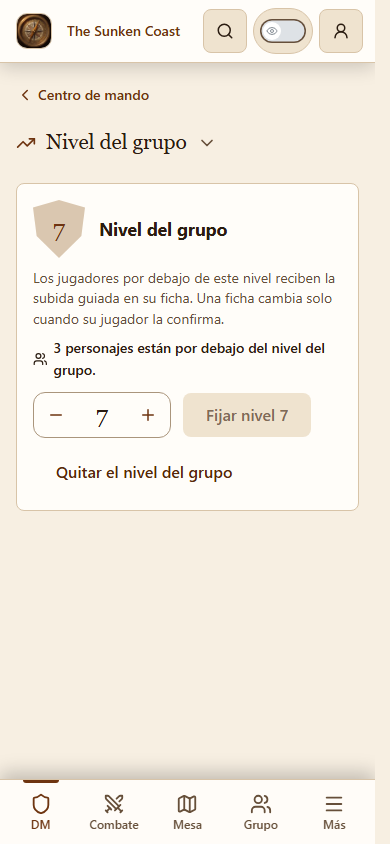 The Sunken Coast
Centro de mando
Nivel del grupo
7
Nivel del grupo
Los jugadores por debajo de este nivel reciben la
subida guiada en su ficha. Una ficha cambia solo
cuando su jugador la confirma.
3 personajes están por debajo del nivel del
grupo.
− 7 +
Fijar nivel 7
Quitar el nivel del grupo
DM
Combate
Mesa
Grupo
Más